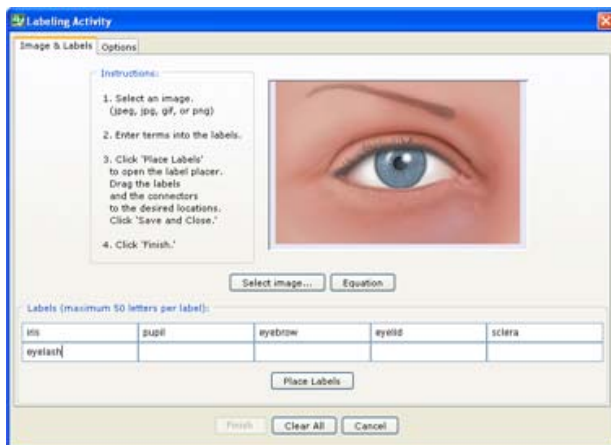 Labeling Activity
Image & Labels Options
Instructions:
1. Select an image.
(jpeg, jpg, gif, or png)
2. Enter terms into the labels.
3. Click 'Place Labels'
to open the label placer.
Drag the labels
and the connectors
to the desired locations.
Click 'Save and Close.'
4. Click 'Finish.'
Select image... Equation
Labels (maximum 50 letters per label):
iris pupil eyebrow eyelid sclera
eyelash
Place Labels
Finish Clear All Cancel